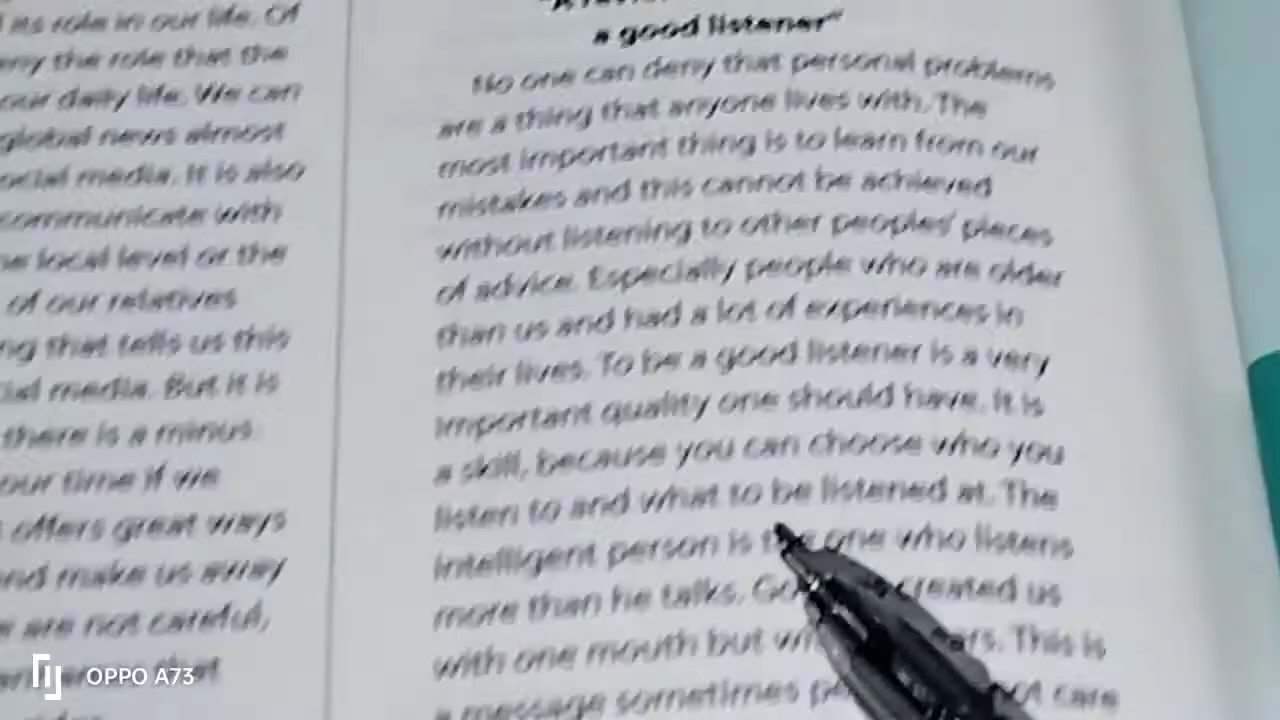 its role in our life. Of
the role that the
our daily life. We can
global news almost
social media. It is also
communicate with
local level or the
of our relatives
that tells us this
media. But it is
there is a minus
our time if we
offers great ways
and make us away
are not careful,
a good listener"
No one can deny that personal problems
are a thing that anyone lives with. The
most important thing is to learn from our
mistakes and this cannot be achieved
without listening to other peoples' pieces
of advice. Especially people who are older
than us and had a lot of experiences in
their lives. To be a good listener is a very
important quality one should have. It is
a skill, because you can choose who you
listen to and what to be listened at. The
intelligent person is the one who listens
more than he talks. created us
with one mouth but This is
a message sometimes not care
OPPO A73